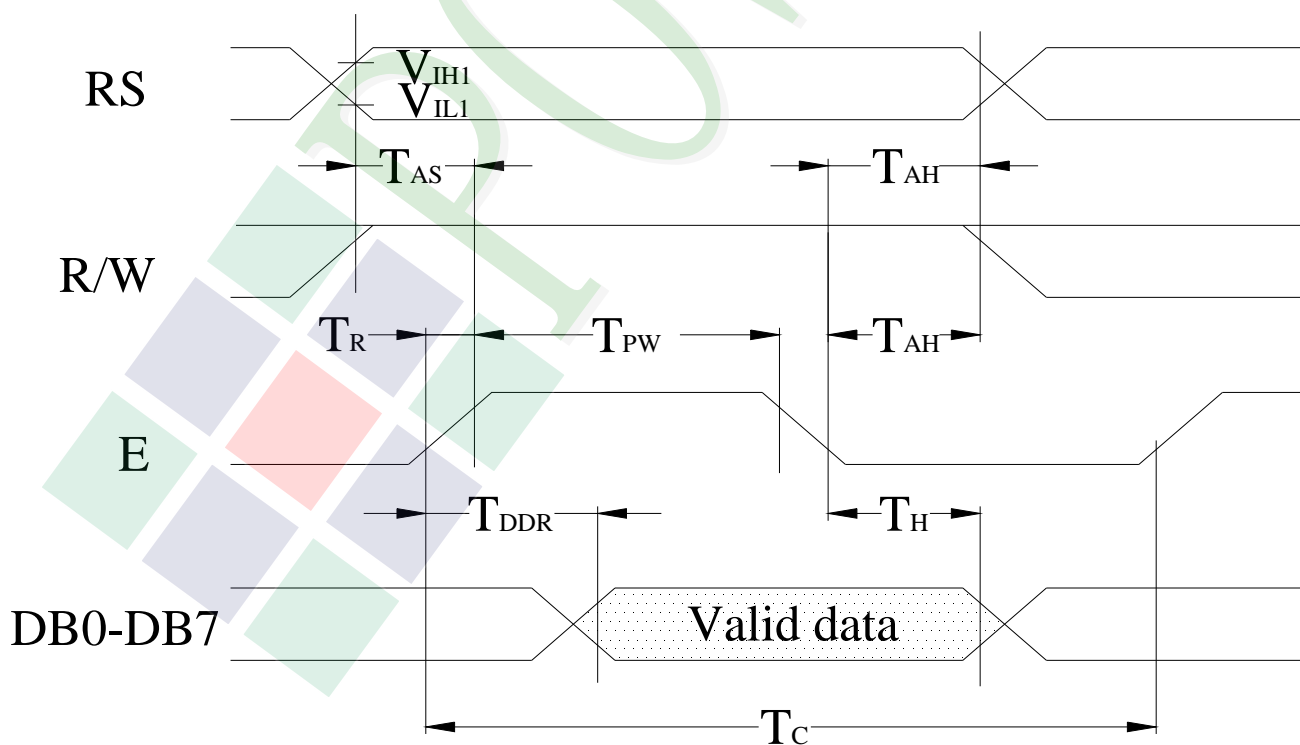 RS
VIH1
VIL1
TAS
TAH
R/W
TR
TPW
TAH
E
TDDR
TH
DB0-DB7
Valid data
TC